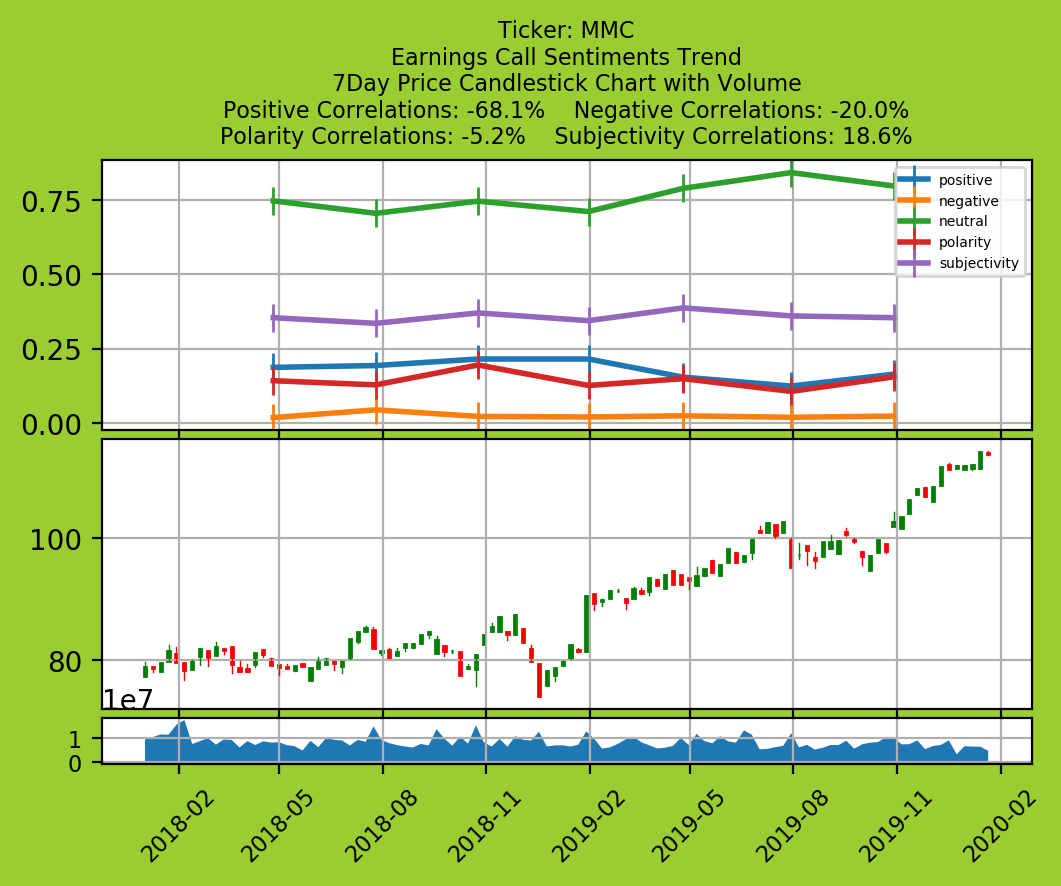 Ticker: MMC
Earnings Call Sentiments Trend
7Day Price Candlestick Chart with Volume
Positive Correlations: -68.1%    Negative Correlations: -20.0%
Polarity Correlations: -5.2%    Subjectivity Correlations: 18.6%
positive
negative
neutral
polarity
subjectivity
0.75
0.50
0.25
0.00
100
80
1e7
1
0
2018-02
2018-05
2018-08
2018-11
2019-02
2019-05
2019-08
2019-11
2020-02